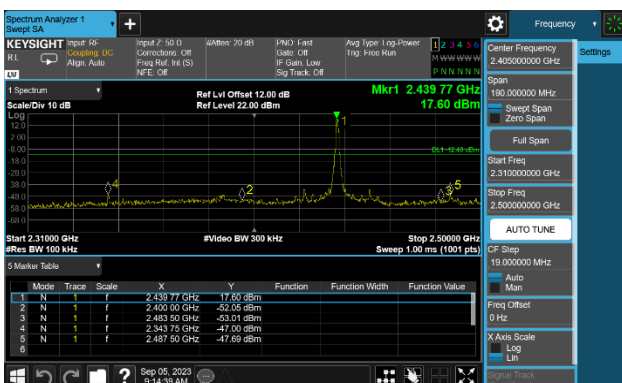 Spectrum Analyzer 1
Swept SA
Frequency
KEYSIGHT
Input: RF
Coupling: DC
Align: Auto
Input Z: 50 Ω
Corrections: Off
Freq Ref: Int (S)
NFE: Off
#Atten: 20 dB
PNO: Fast
Gate: Off
IF Gain: Low
Sig Track: Off
Avg Type: Log-Power
Trig: Free Run
1 2 3 4 5 6
M W W W W W
P N N N N N
R L
LV
1 Spectrum
Scale/Div 10 dB
Ref Lvl Offset 12.00 dB
Ref Level 22.00 dBm
Mkr1 2.439 77 GHz
17.60 dBm
Log
12.0
2.00
-8.00
-18.0
-28.0
-38.0
-48.0
-58.0
-68.0
1
2
3
4
5
DL1 -12.40 dBm
Start 2.31000 GHz
#Res BW 100 kHz
#Video BW 300 kHz
Stop 2.50000 GHz
Sweep 1.00 ms (1001 pts)
5 Marker Table
Mode Trace Scale X Y Function Function Width Function Value
1 N 1 f 2.439 77 GHz 17.60 dBm
2 N 1 f 2.400 00 GHz -52.05 dBm
3 N 1 f 2.483 50 GHz -53.01 dBm
4 N 1 f 2.343 75 GHz -47.00 dBm
5 N 1 f 2.487 50 GHz -47.69 dBm
6
Sep 05, 2023
9:14:39 AM
Center Frequency
2.405000000 GHz
Settings
Span
190.000000 MHz
Swept Span
Zero Span
Full Span
Start Freq
2.310000000 GHz
Stop Freq
2.500000000 GHz
AUTO TUNE
CF Step
19.000000 MHz
Auto
Man
Freq Offset
0 Hz
X Axis Scale
Log
Lin
Signal Track